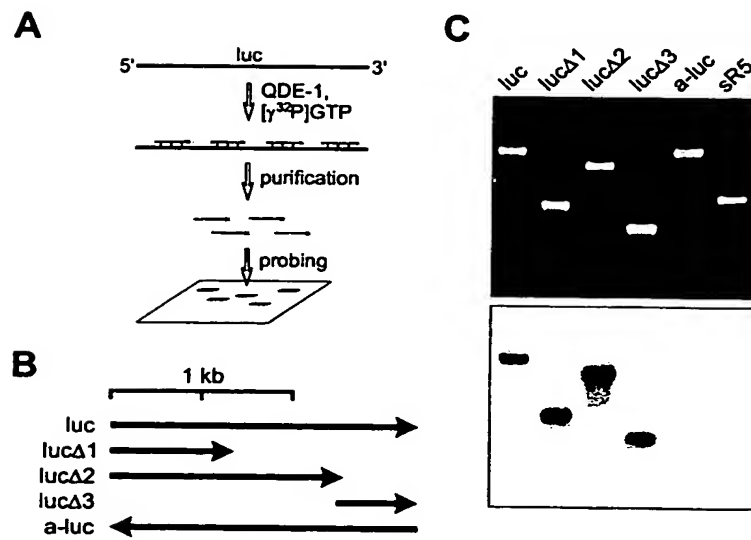 A
luc
5' 3'
QDE-1,
[γ³²P]GTP
purification
probing
B
1 kb
luc
lucΔ1
lucΔ2
lucΔ3
a-luc
C
luc
lucΔ1
lucΔ2
lucΔ3
a-luc
sR5